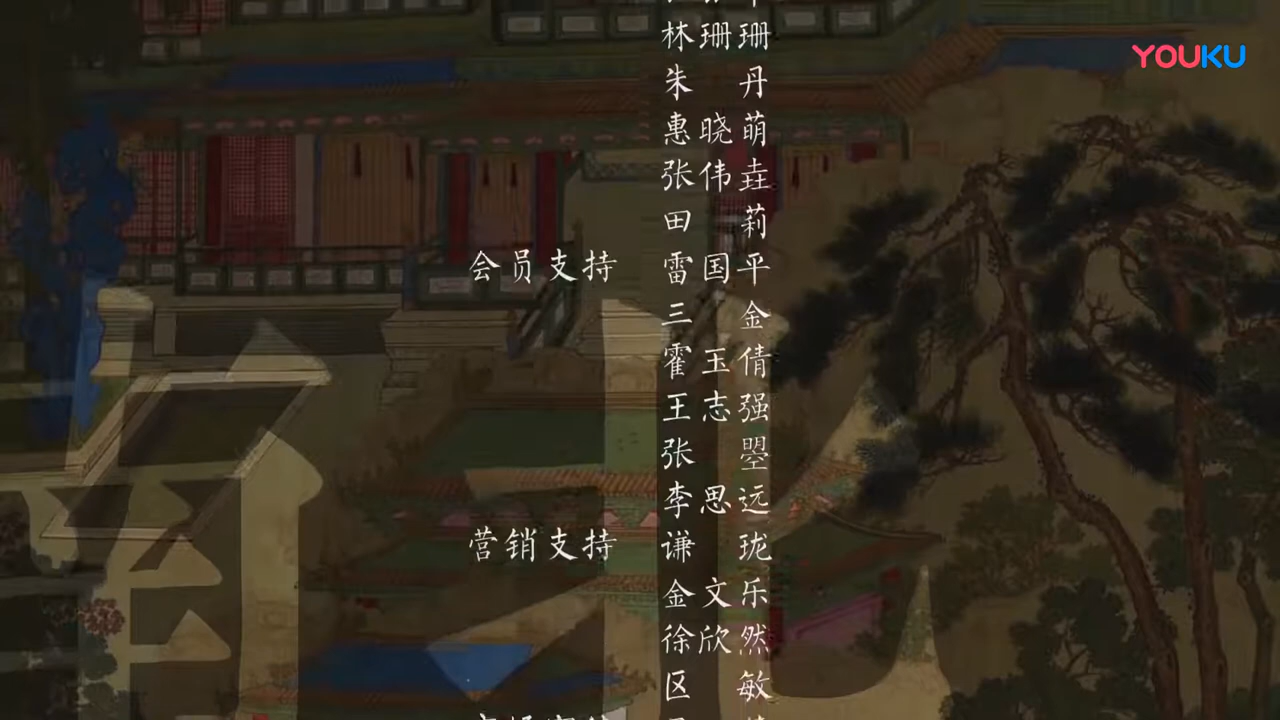 YOUKU
林珊珊
朱丹
惠晓萌
张伟垚
田莉
会员支持 雷国平
三金
霍玉倩
王志强
张曌
李思远
营销支持 谦珑
金文乐
徐欣然
区敏